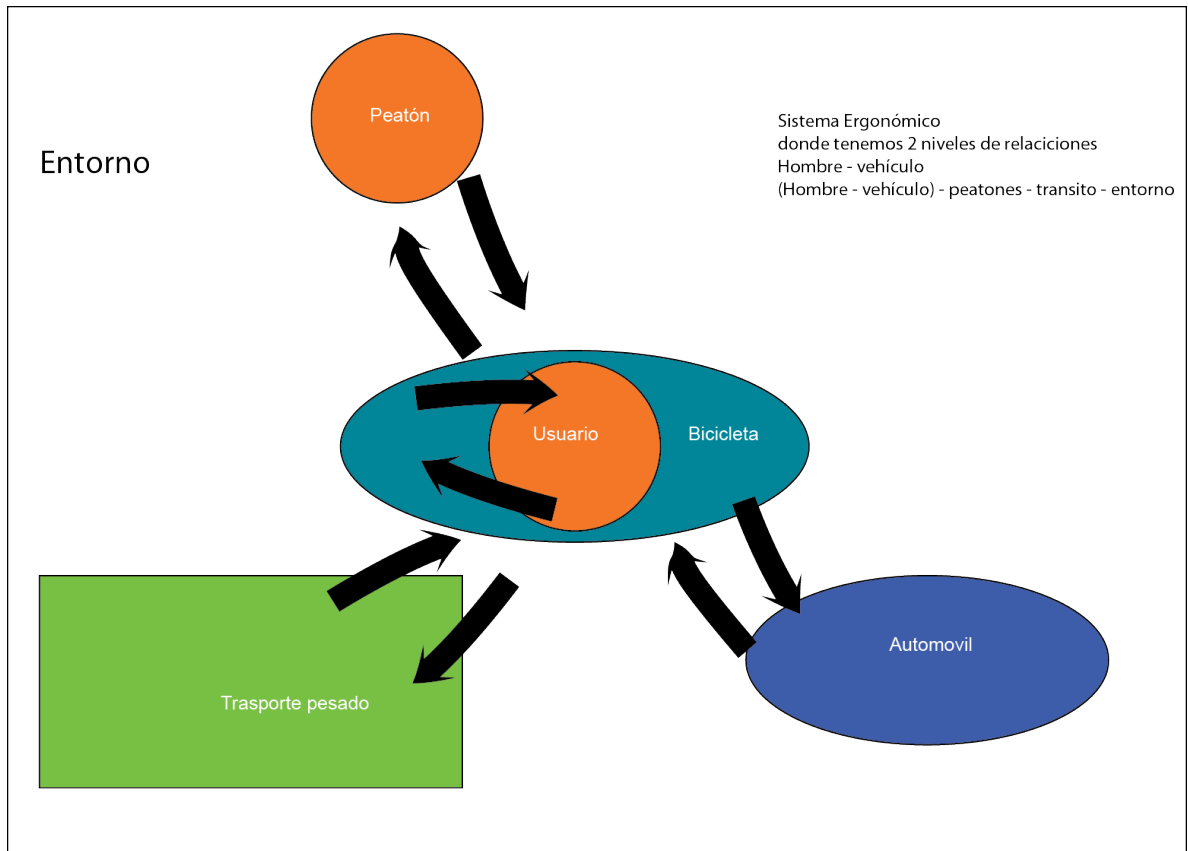 Peatón
Sistema Ergonómico
donde tenemos 2 niveles de relaciciones
Hombre - vehículo
(Hombre - vehículo) - peatones - transito - entorno
Entorno
Usuario
Bicicleta
Automovil
Trasporte pesado